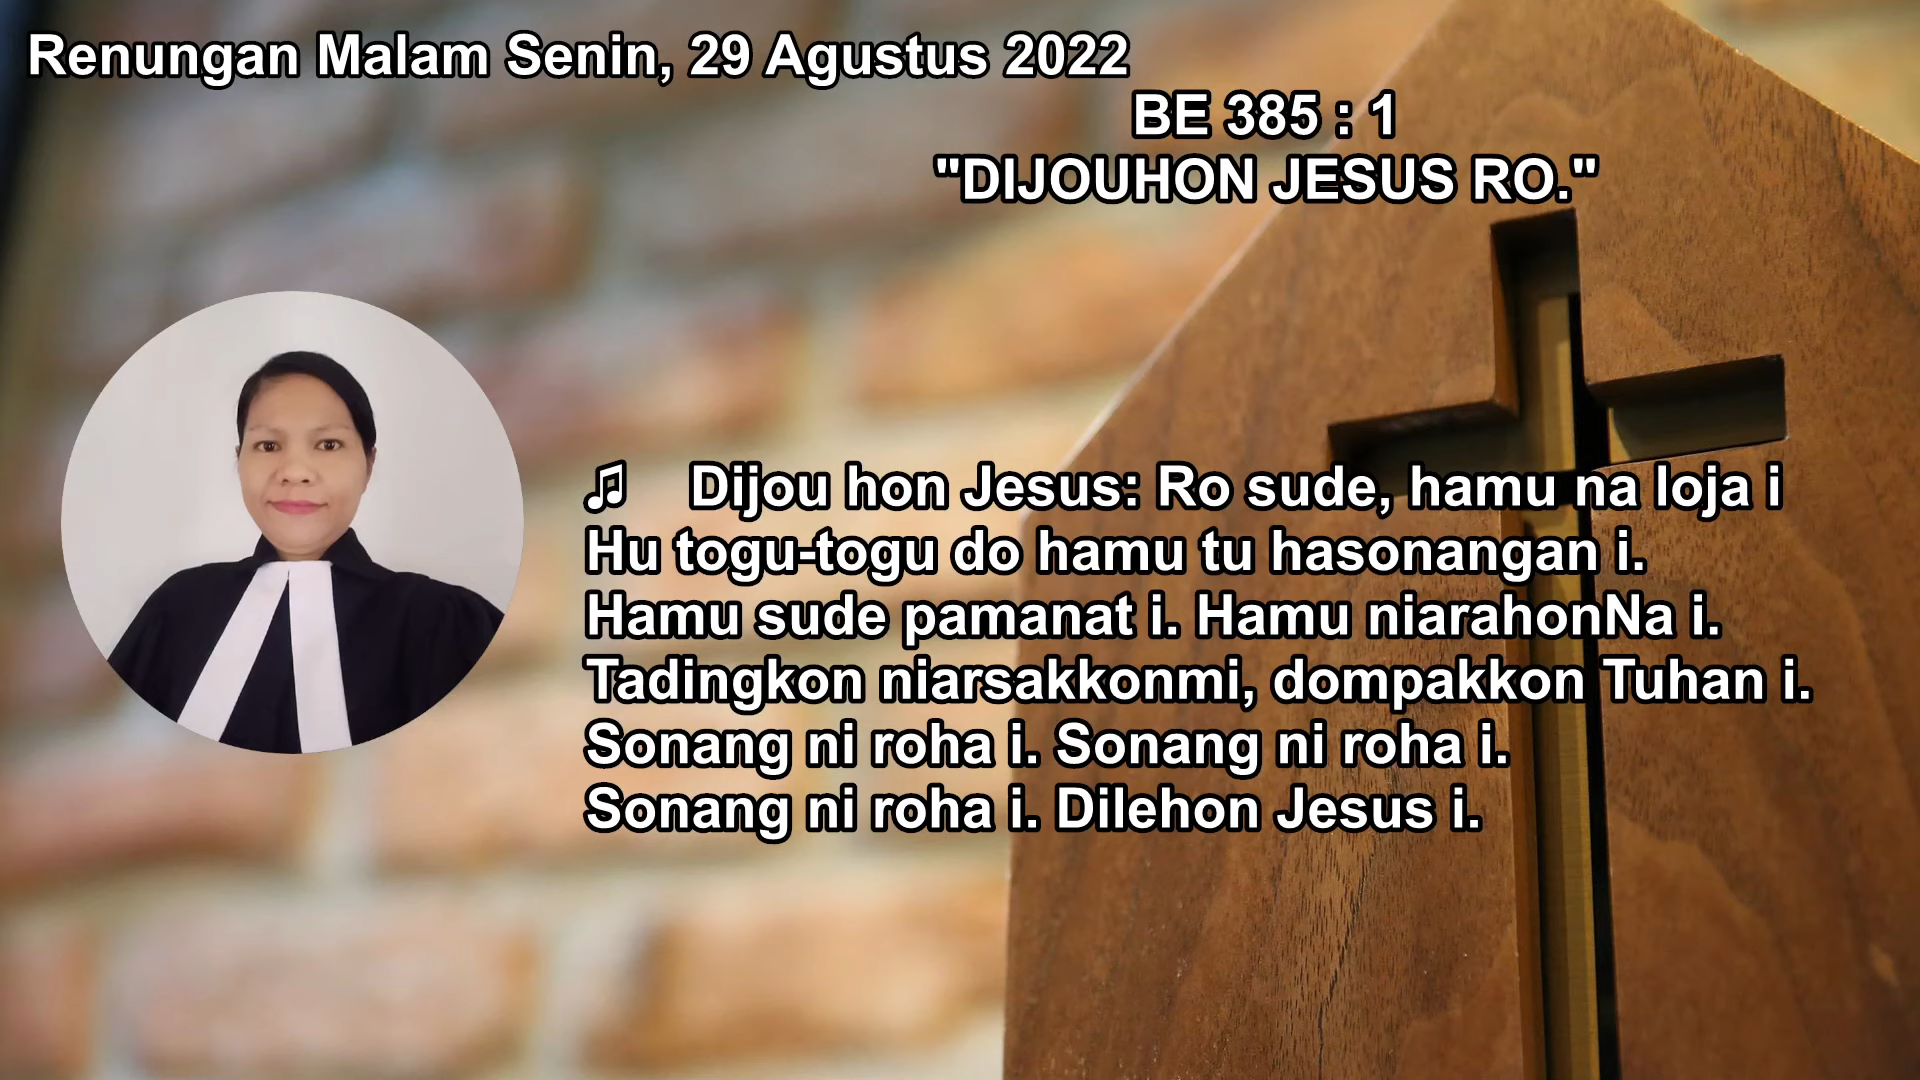 Renungan Malam Senin, 29 Agustus 2022
BE 385 : 1
"DIJOUHON JESUS RO."
♫ Dijou hon Jesus: Ro sude, hamu na loja i
Hu togu-togu do hamu tu hasonangan i.
Hamu sude pamanat i. Hamu niarahonNa i.
Tadingkon niarsakkonmi, dompakkon Tuhan i.
Sonang ni roha i. Sonang ni roha i.
Sonang ni roha i. Dilehon Jesus i.